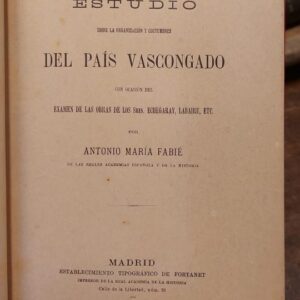 ESTUDIO
SOBRE LA ORGANIZACIÓN Y COSTUMBRES
DEL PAÍS VASCONGADO
CON OCASIÓN DEL
EXAMEN DE LAS OBRAS DE LOS SRES. ECHEGARAY, LABAIRU, ETC.
POR
ANTONIO MARÍA FABIÉ
DE LAS REALES ACADEMIAS ESPAÑOLA Y DE LA HISTORIA
MADRID
ESTABLECIMIENTO TIPOGRÁFICO DE FORTANET
IMPRESOR DE LA REAL ACADEMIA DE LA HISTORIA
Calle de la Libertad, núm. 29